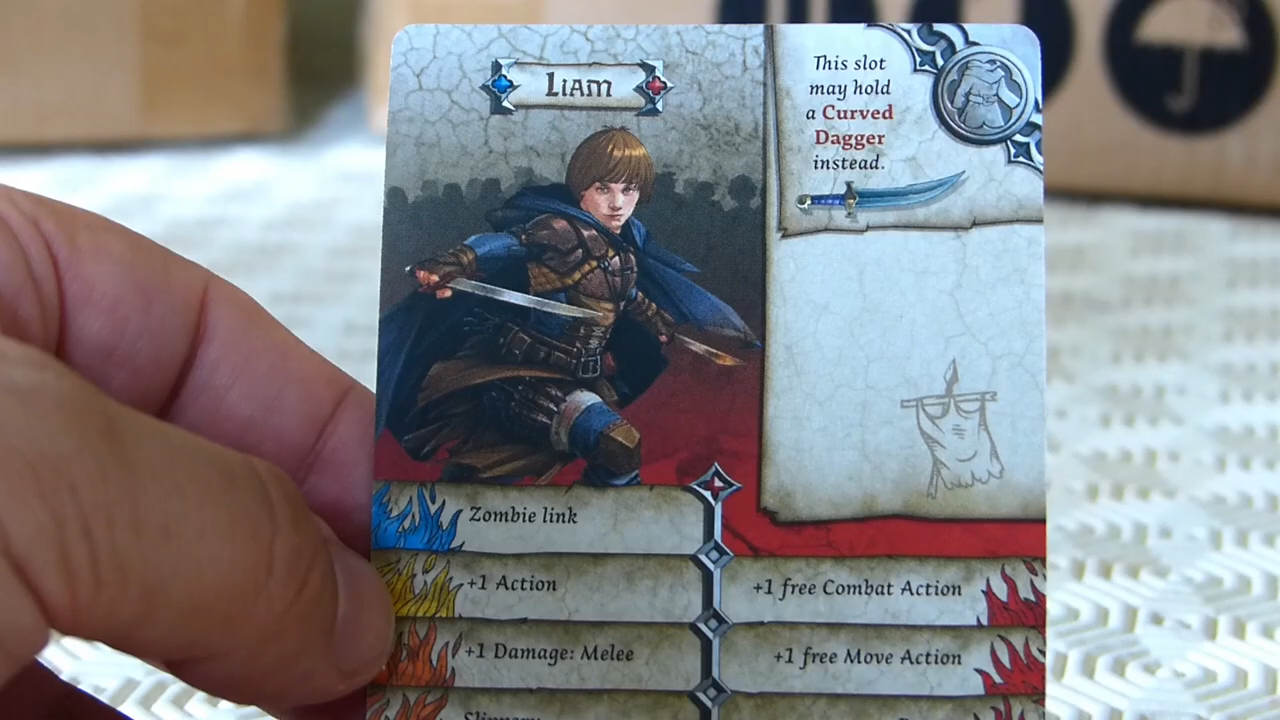 Liam
This slot
may hold
a Curved
Dagger
instead.
Zombie link
+1 Action
+1 free Combat Action
+1 Damage: Melee
+1 free Move Action
Slippery